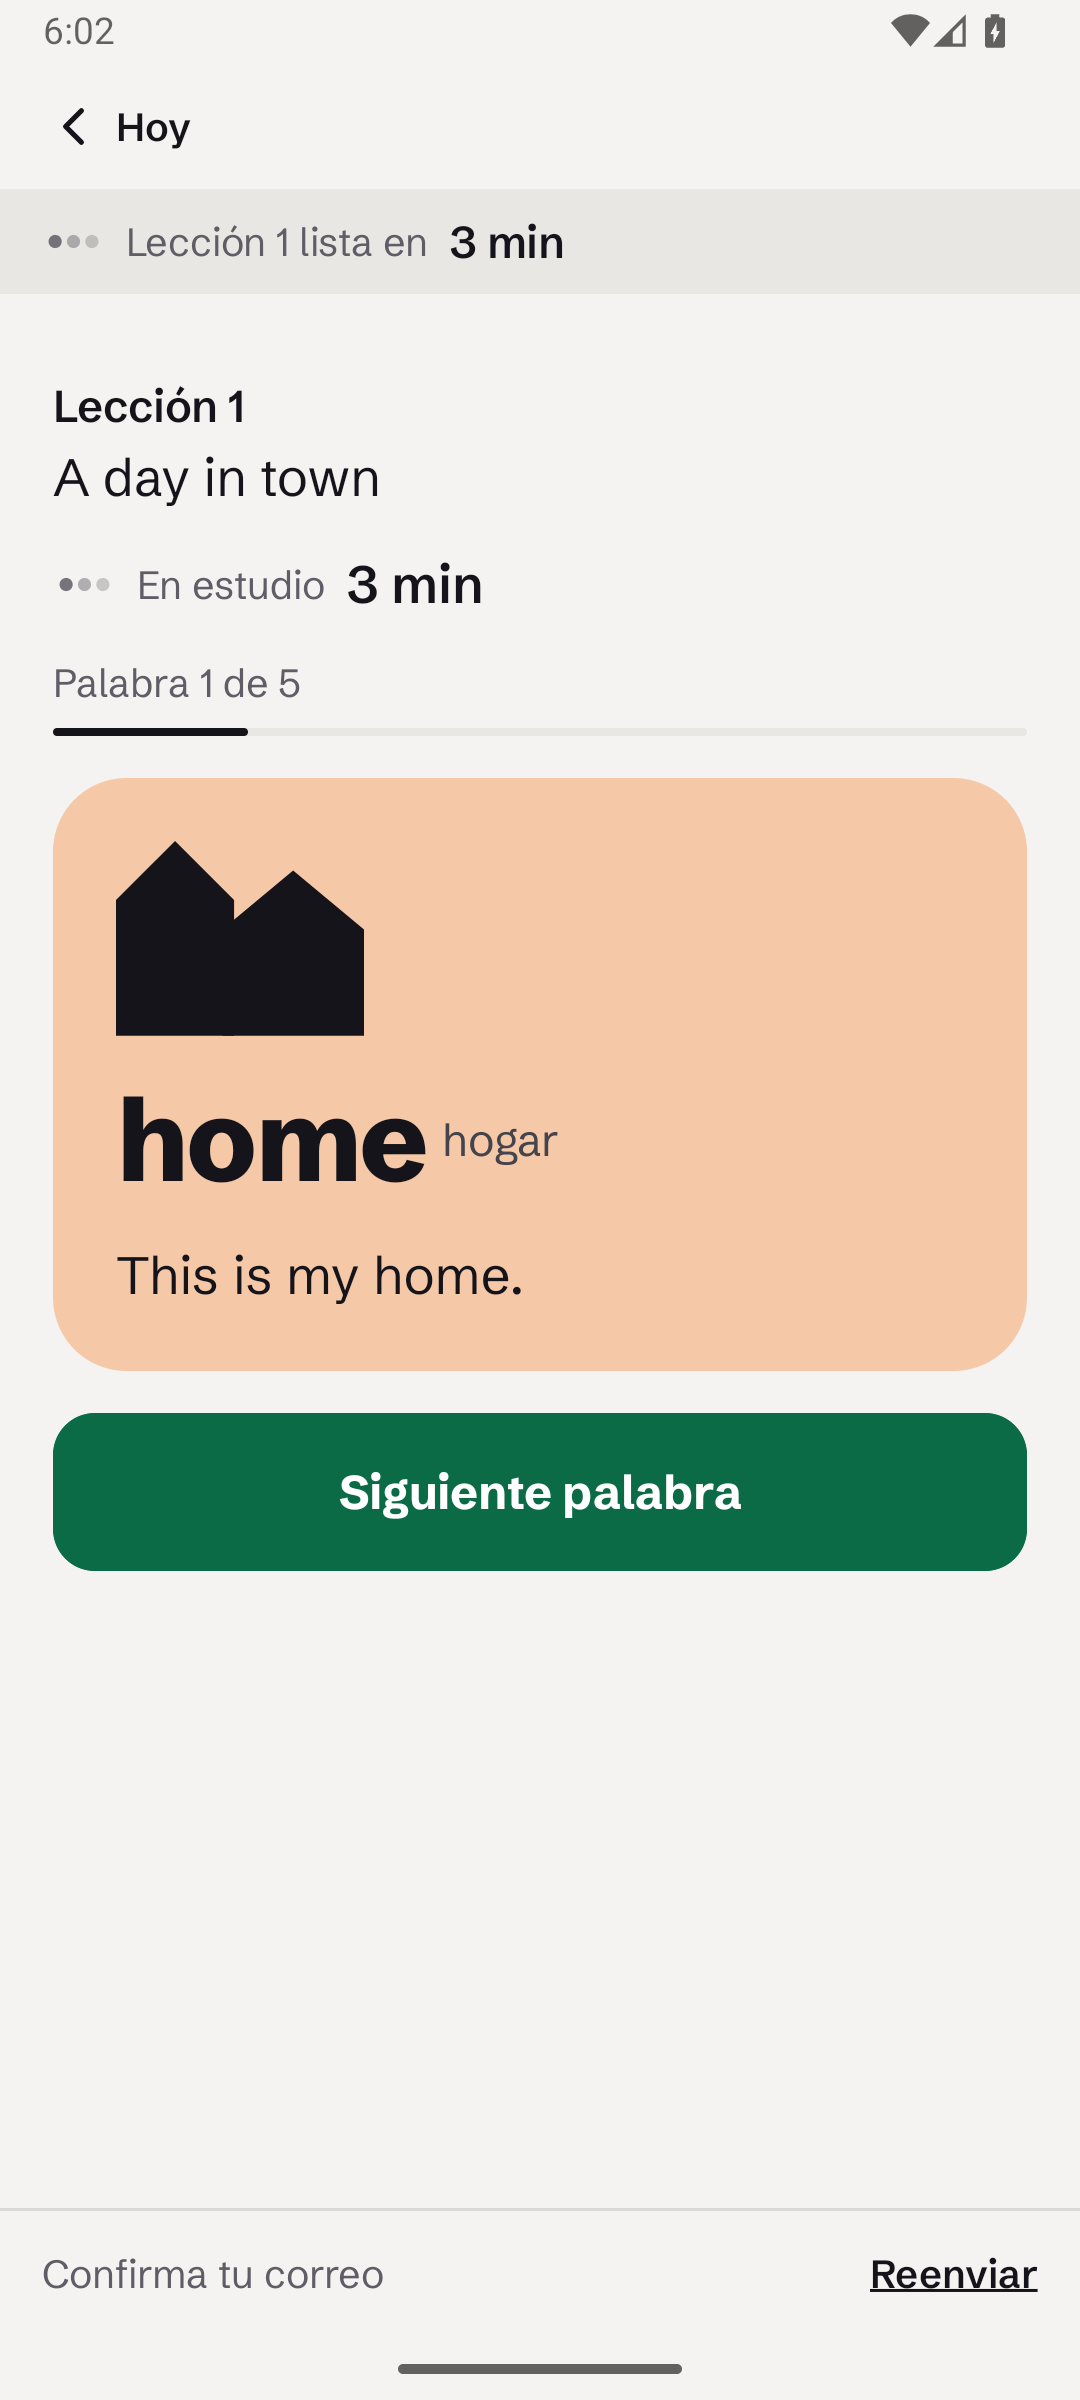 6:02
Hoy
Lección 1 lista en 3 min
Lección 1
A day in town
En estudio 3 min
Palabra 1 de 5
home hogar
This is my home.
Siguiente palabra
Confirma tu correo Reenviar